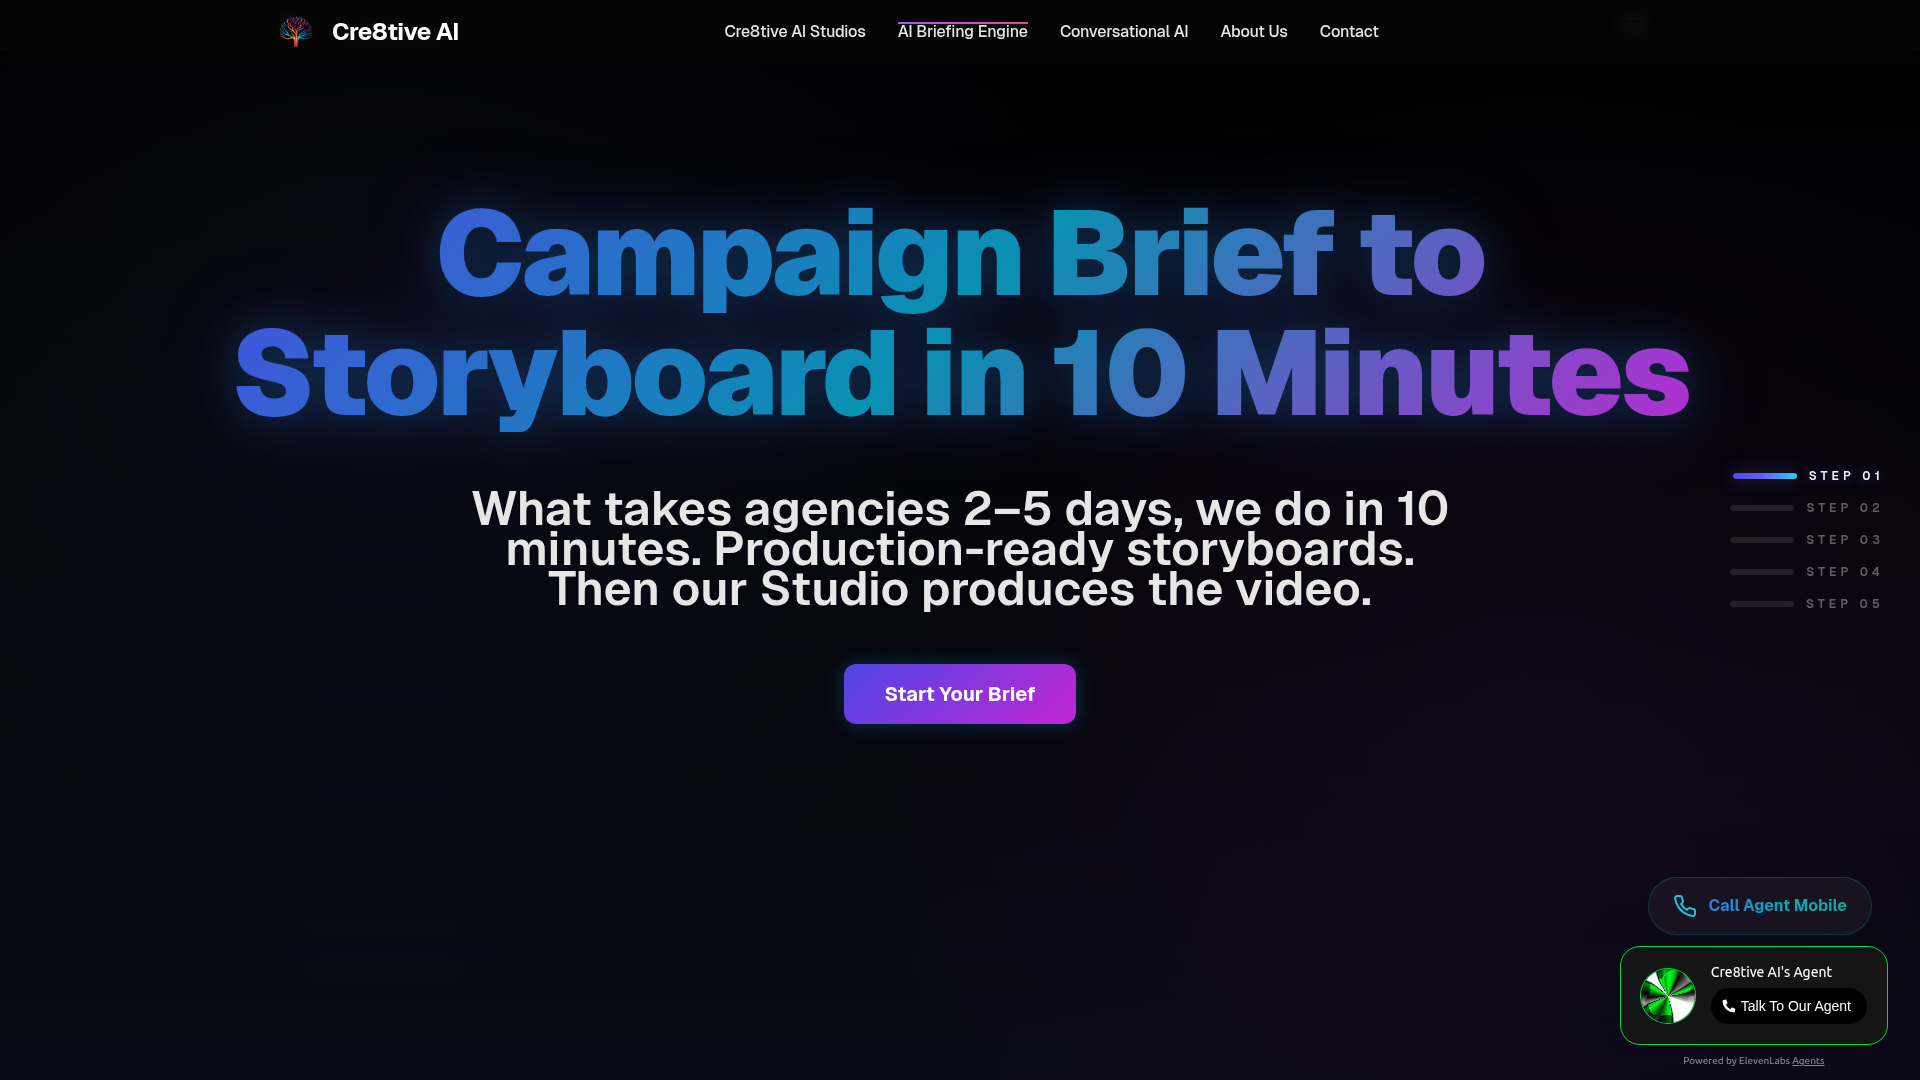 Cre8tive AI
Cre8tive AI Studios
AI Briefing Engine
Conversational AI
About Us
Contact
Campaign Brief to
Storyboard in 10 Minutes
What takes agencies 2–5 days, we do in 10
minutes. Production-ready storyboards.
Then our Studio produces the video.
Start Your Brief
STEP 01
STEP 02
STEP 03
STEP 04
STEP 05
Call Agent Mobile
Cre8tive AI's Agent
Talk To Our Agent
Powered by ElevenLabs Agents